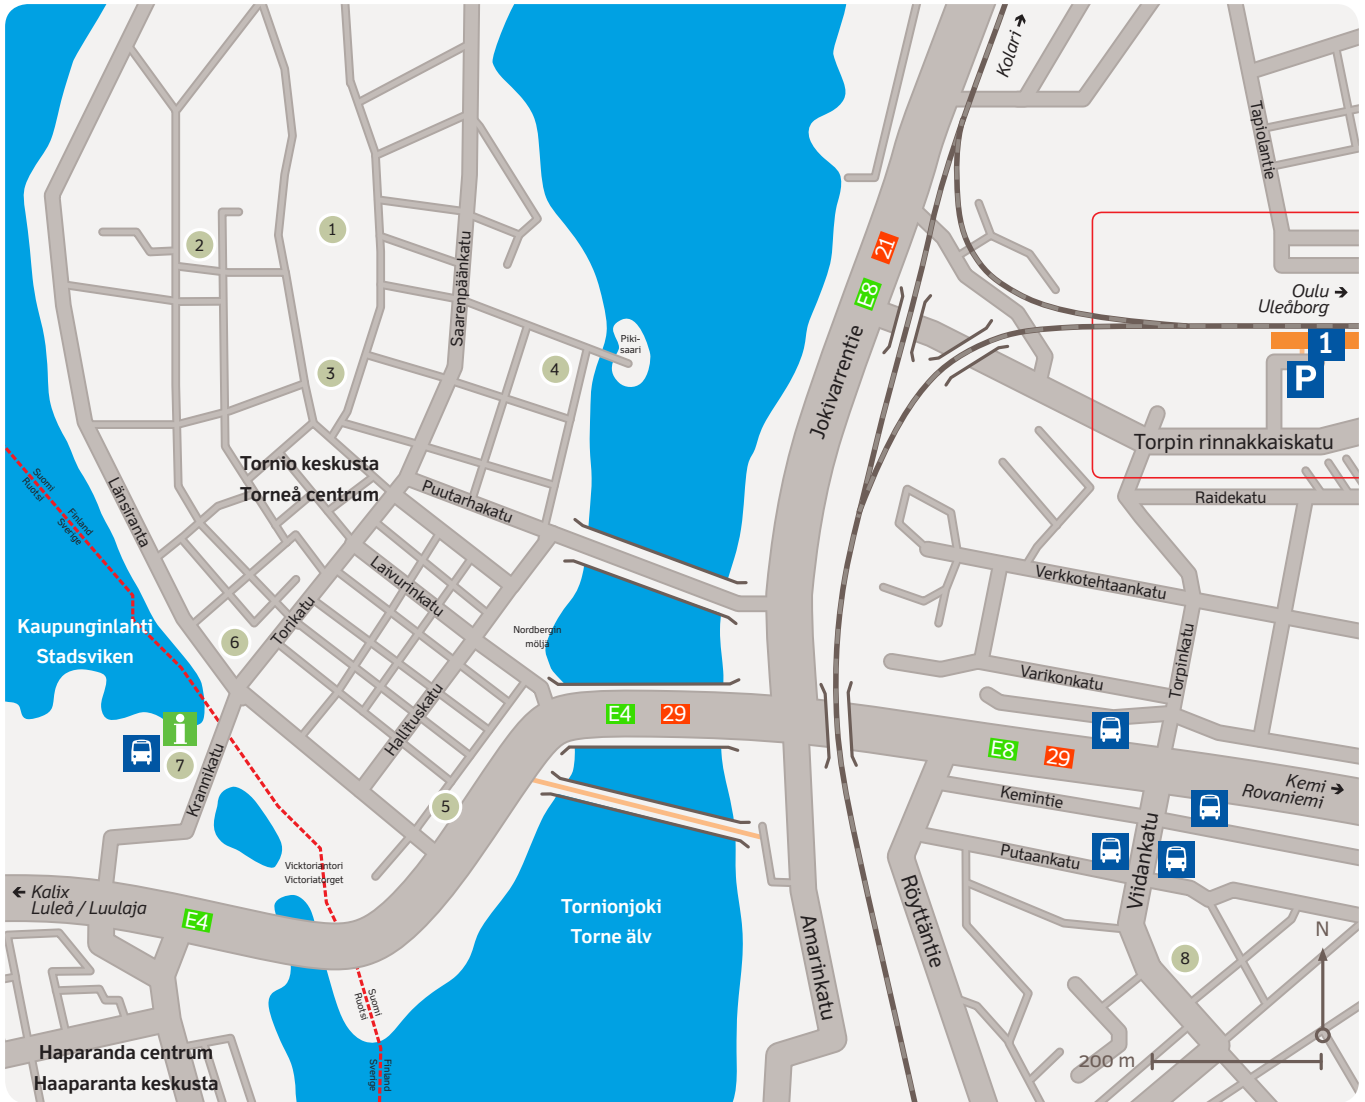 Kolari →
Tapiolantie
1
2
Saarenpäänkatu
21
E8
Oulu →
Uleåborg
Piki-
saari
1
P
3
4
Jokivarrentie
Torpin rinnakkaiskatu
Tornio keskusta
Torneå centrum
Suomi
Ruotsi
Finland
Sverige
Länsiranta
Puutarhakatu
Raidekatu
Laivurinkatu
Verkkotehtaankatu
Torikatu
Kaupunginlahti
Stadsviken
6
Nordbergin
möljä
Torpinkatu
Varikonkatu
Hallituskatu
E4
29
i
7
Krannikatu
E8
29
Kemi →
Rovaniemi
5
Kemintie
Putaankatu
Viidankatu
Vicktoriantori
Victoriatorget
← Kalix
Luleå / Luulaja
E4
Tornionjoki
Torne älv
Amarinkatu
Röyttäntie
8
N
Suomi
Ruotsi
Finland
Sverige
Haparanda centrum
Haaparanta keskusta
200 m